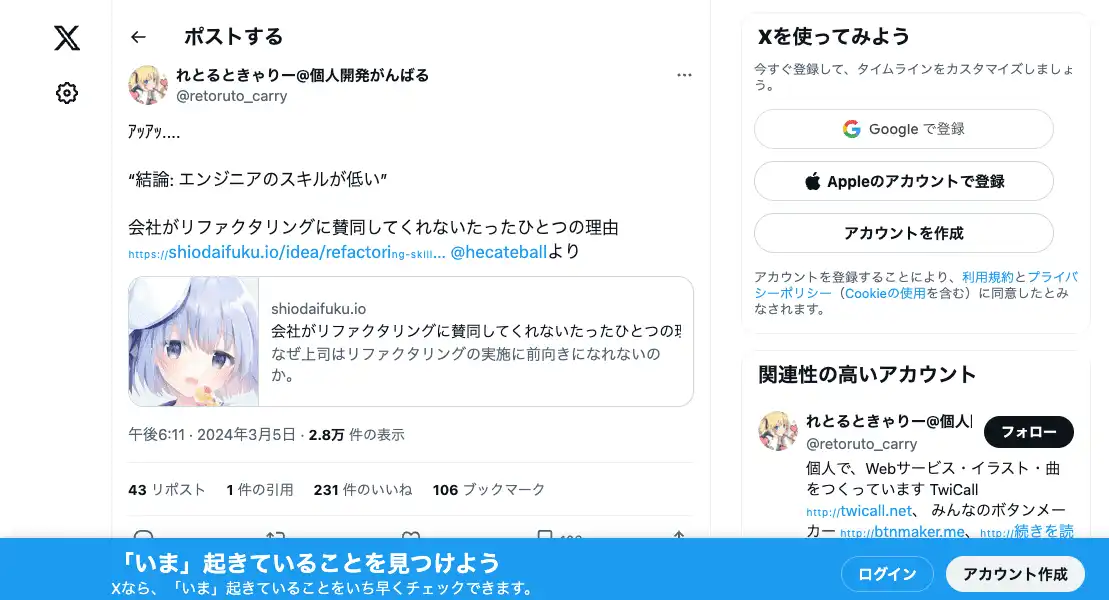 ポストする
れとるときゃりー@個人開発がんばる
@retoruto_carry
ｱｯｱｯ....
“結論: エンジニアのスキルが低い”
会社がリファクタリングに賛同してくれないたったひとつの理由
https://shiodaifuku.io/idea/refactoring-skill... @hecateballより
shiodaifuku.io
会社がリファクタリングに賛同してくれないたったひとつの理
なぜ上司はリファクタリングの実施に前向きになれないの
か。
午後6:11 · 2024年3月5日 · 2.8万 件の表示
43 リポスト 1 件の引用 231 件のいいね 106 ブックマーク
Xを使ってみよう
今すぐ登録して、タイムラインをカスタマイズしましょ
う。
Google で登録
Appleのアカウントで登録
アカウントを作成
アカウントを登録することにより、利用規約とプライバ
シーポリシー（Cookieの使用を含む）に同意したとみ
なされます。
関連性の高いアカウント
れとるときゃりー@個人
@retoruto_carry
フォロー
個人で、Webサービス・イラスト・曲
をつくっています TwiCall
http://twicall.net、 みんなのボタンメー
カー http://btnmaker.me、http://続きを読
「いま」起きていることを見つけよう
Xなら、「いま」起きていることをいち早くチェックできます。
ログイン
アカウント作成